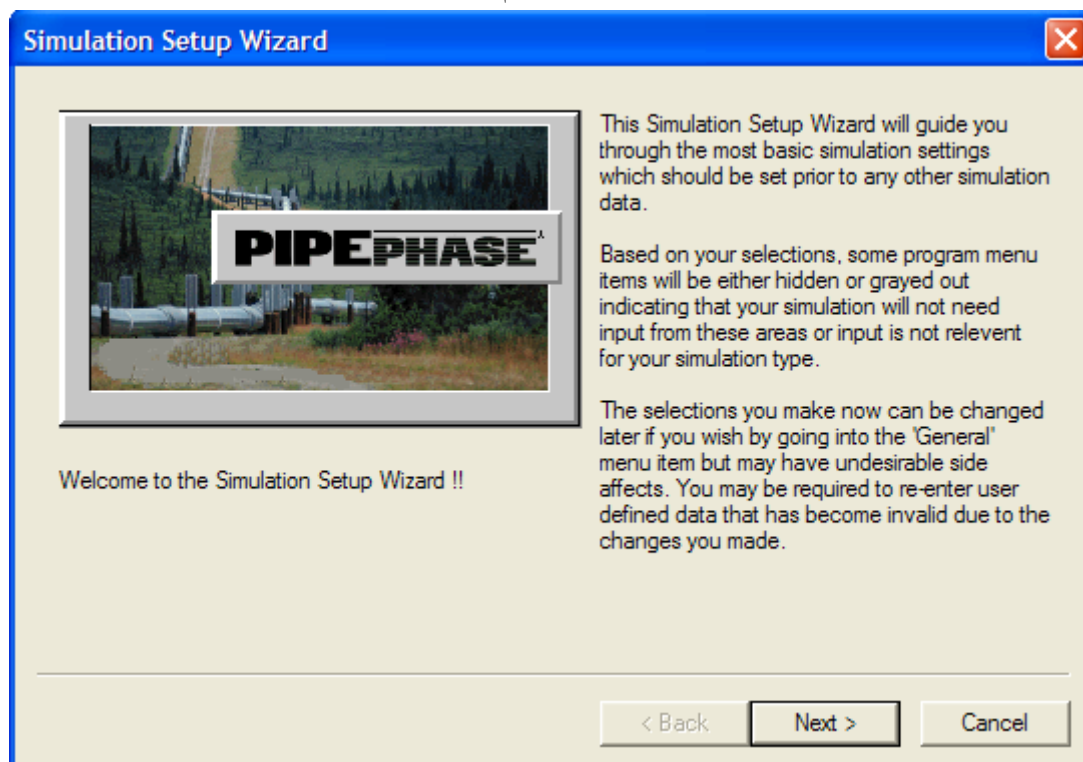 Simulation Setup Wizard
PIPEPHASE
Welcome to the Simulation Setup Wizard !!
This Simulation Setup Wizard will guide you
through the most basic simulation settings
which should be set prior to any other simulation
data.
Based on your selections, some program menu
items will be either hidden or grayed out
indicating that your simulation will not need
input from these areas or input is not relevent
for your simulation type.
The selections you make now can be changed
later if you wish by going into the 'General'
menu item but may have undesirable side
affects. You may be required to re-enter user
defined data that has become invalid due to the
changes you made.
< Back
Next >
Cancel